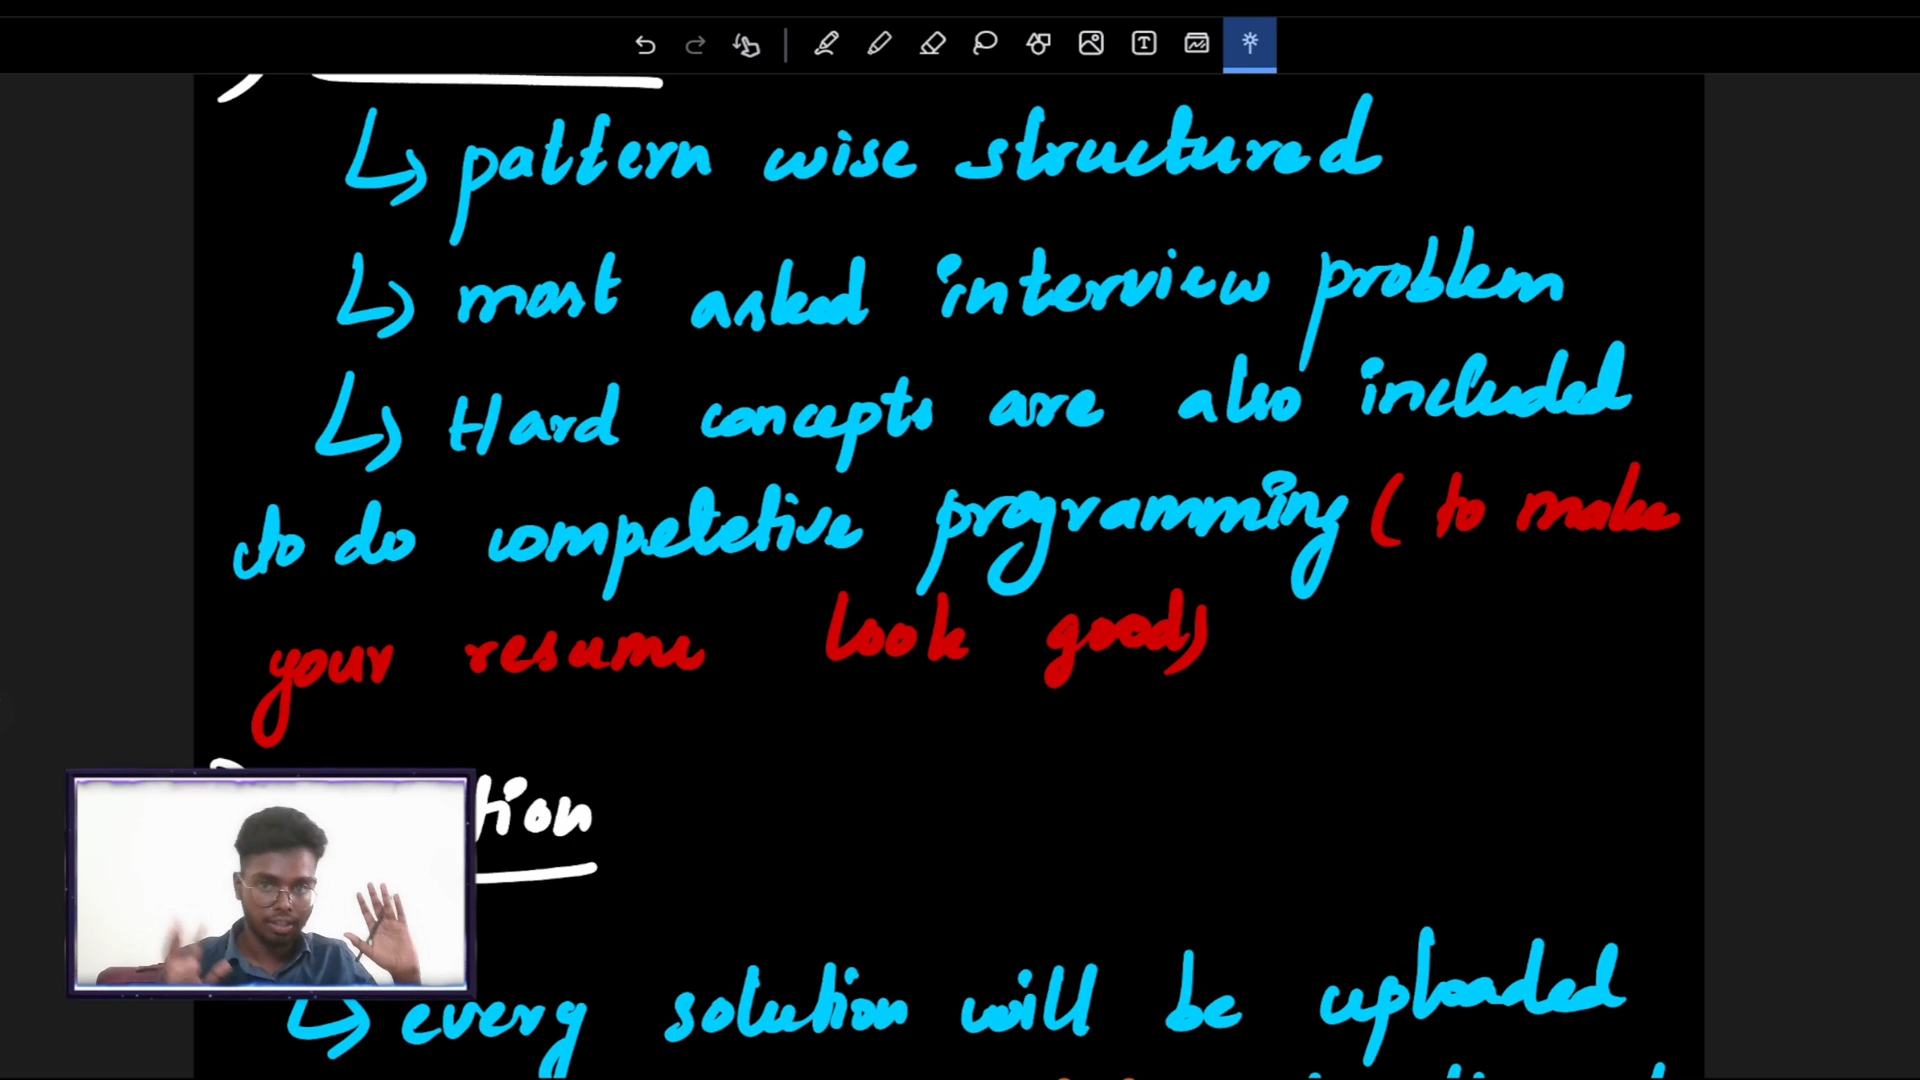 ↳ pattern wise structured
↳ most asked interview problem
↳ Hard concepts are also included
to do competetive programming ( to make
your resume look good)
tion
↳ every solution will be uploaded